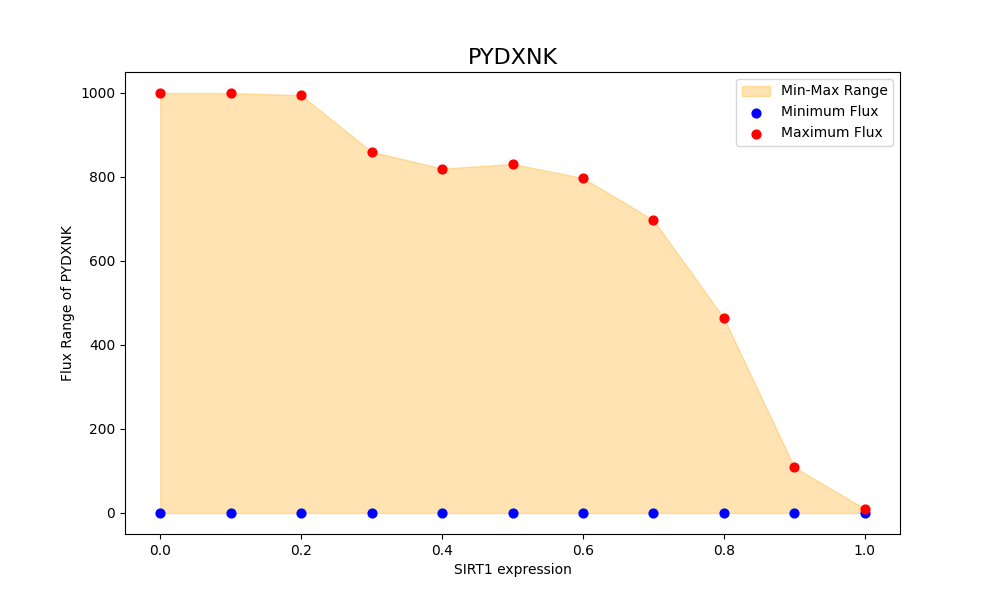 PYDXNK
Min-Max Range
Minimum Flux
Maximum Flux
Flux Range of PYDXNK
1000
800
600
400
200
0
0.0 0.2 0.4 0.6 0.8 1.0
SIRT1 expression